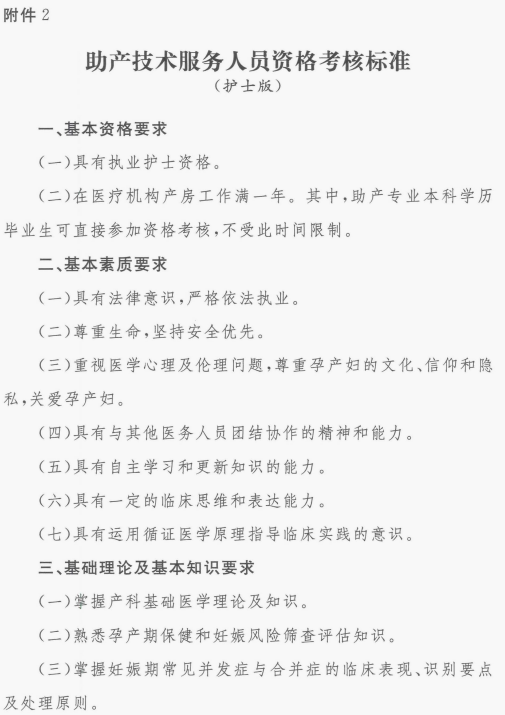 附件2
助产技术服务人员资格考核标准
(护士版)
一、基本资格要求
(一)具有执业护士资格。
(二)在医疗机构产房工作满一年。其中,助产专业本科学历
毕业生可直接参加资格考核,不受此时间限制。
二、基本素质要求
(一)具有法律意识,严格依法执业。
(二)尊重生命,坚持安全优先。
(三)重视医学心理及伦理问题,尊重孕产妇的文化、信仰和隐
私,关爱孕产妇。
(四)具有与其他医务人员团结协作的精神和能力。
(五)具有自主学习和更新知识的能力。
(六)具有一定的临床思维和表达能力。
(七)具有运用循证医学原理指导临床实践的意识。
三、基础理论及基本知识要求
(一)掌握产科基础医学理论及知识。
(二)熟悉孕产期保健和妊娠风险筛查评估知识。
(三)掌握妊娠期常见并发症与合并症的临床表现、识别要点
及处理原则。